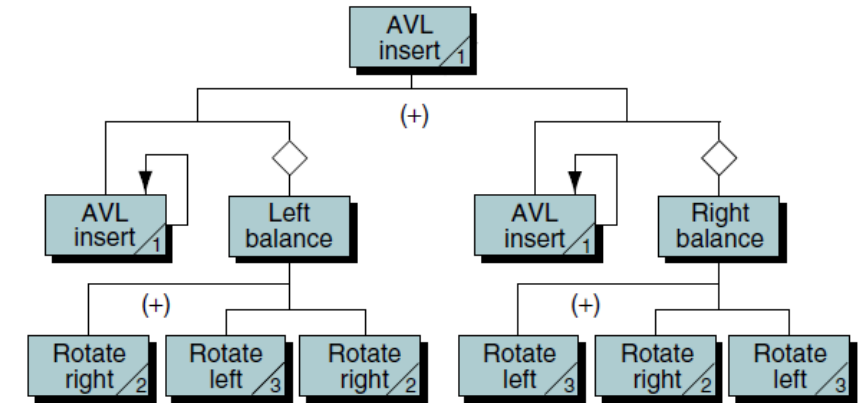 AVL
insert
1
(+)
AVL
insert
1
Left
balance
AVL
insert
1
Right
balance
(+)
(+)
Rotate
right
2
Rotate
left
3
Rotate
right
2
Rotate
left
3
Rotate
right
2
Rotate
left
3